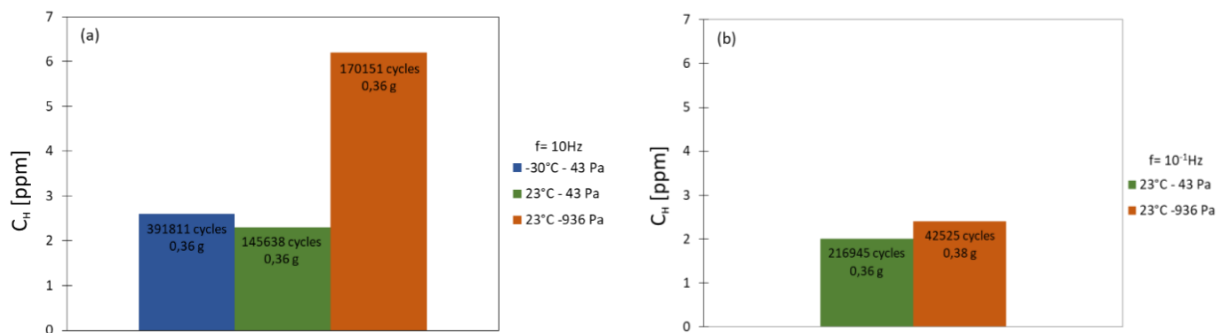 (a)
7
6
5
4
3
2
1
0
C_H [ppm]
391811 cycles
0,36 g
145638 cycles
0,36 g
170151 cycles
0,36 g
f= 10Hz
-30°C - 43 Pa
23°C - 43 Pa
23°C -936 Pa
(b)
7
6
5
4
3
2
1
0
C_H [ppm]
216945 cycles
0,36 g
42525 cycles
0,38 g
f= 10⁻¹Hz
23°C - 43 Pa
23°C -936 Pa